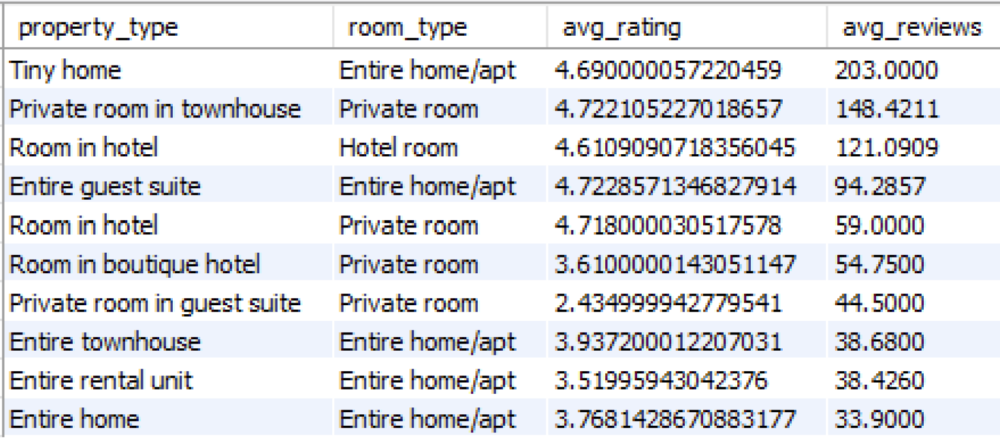 property_type room_type avg_rating avg_reviews
Tiny home Entire home/apt 4.690000057220459 203.0000
Private room in townhouse Private room 4.722105227018657 148.4211
Room in hotel Hotel room 4.6109090718356045 121.0909
Entire guest suite Entire home/apt 4.7228571346827914 94.2857
Room in hotel Private room 4.718000030517578 59.0000
Room in boutique hotel Private room 3.6100000143051147 54.7500
Private room in guest suite Private room 2.434999942779541 44.5000
Entire townhouse Entire home/apt 3.937200012207031 38.6800
Entire rental unit Entire home/apt 3.51995943042376 38.4260
Entire home Entire home/apt 3.7681428670883177 33.9000